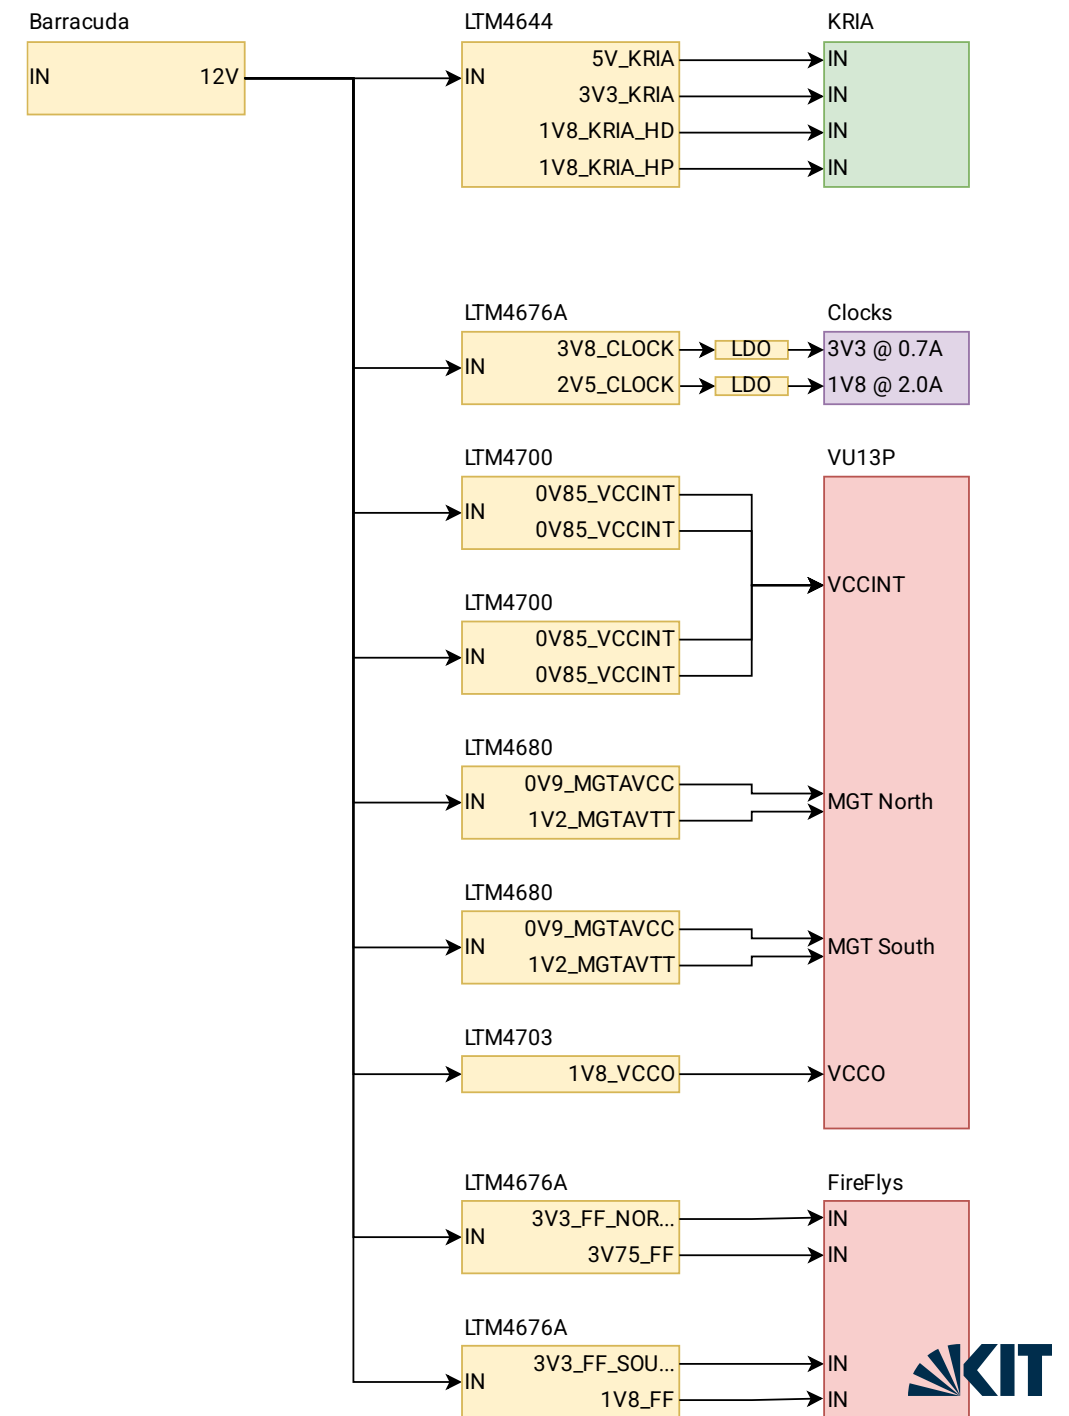 Barracuda
IN 12V
LTM4644
IN
5V_KRIA
3V3_KRIA
1V8_KRIA_HD
1V8_KRIA_HP
KRIA
IN
IN
IN
IN
LTM4676A
IN
3V8_CLOCK
2V5_CLOCK
LDO
LDO
Clocks
3V3 @ 0.7A
1V8 @ 2.0A
LTM4700
IN
0V85_VCCINT
0V85_VCCINT
LTM4700
IN
0V85_VCCINT
0V85_VCCINT
LTM4680
IN
0V9_MGTAVCC
1V2_MGTAVTT
LTM4680
IN
0V9_MGTAVCC
1V2_MGTAVTT
LTM4703
1V8_VCCO
VU13P
VCCINT
MGT North
MGT South
VCCO
LTM4676A
IN
3V3_FF_NOR...
3V75_FF
LTM4676A
IN
3V3_FF_SOU...
1V8_FF
FireFlys
IN
IN
IN
IN
KIT